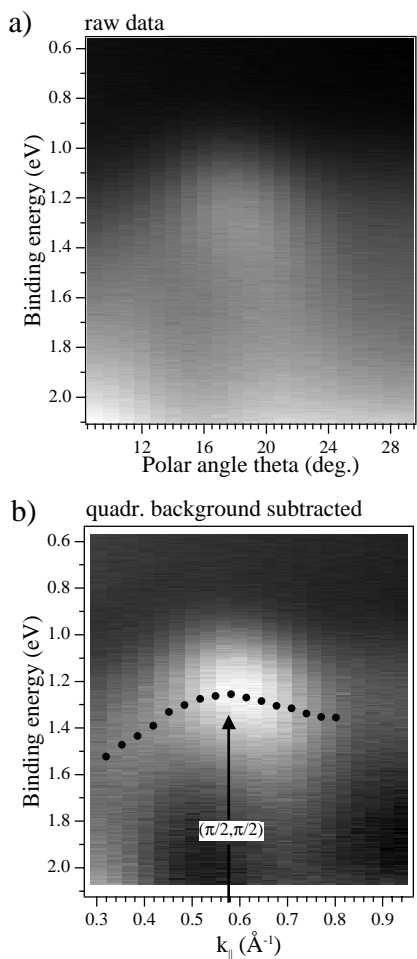 a)
raw data
0.6
0.8
1.0
1.2
1.4
1.6
1.8
2.0
Binding energy (eV)
12 16 20 24 28
Polar angle theta (deg.)
b)
quadr. background subtracted
0.6
1.0
1.2
1.4
1.6
1.8
2.0
Binding energy (eV)
(π/2,π/2)
0.3 0.4 0.5 0.6 0.7 0.8 0.9
k∥ (Å⁻¹)